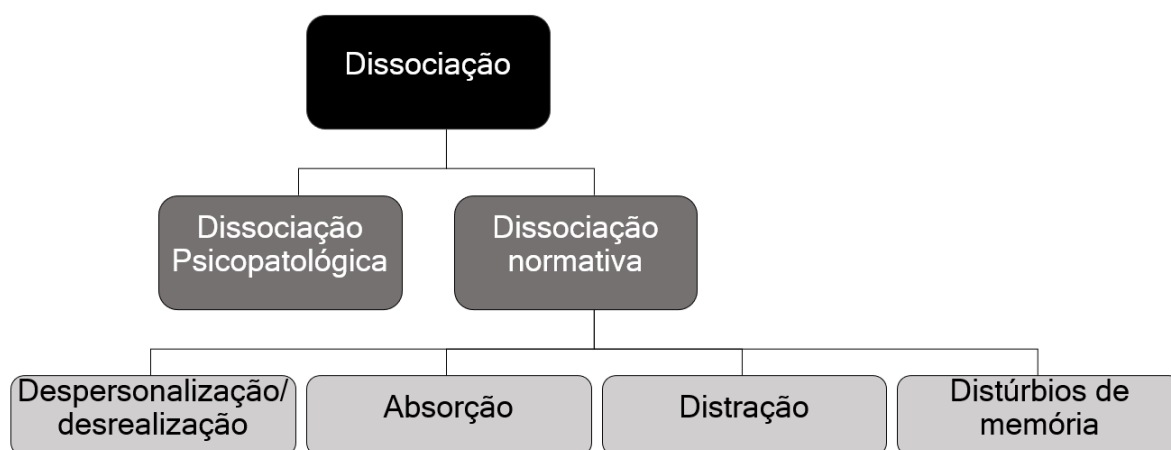 Dissociação
Dissociação
Psicopatológica
Dissociação
normativa
Despersonalização/
desrealização
Absorção
Distração
Distúrbios de
memória